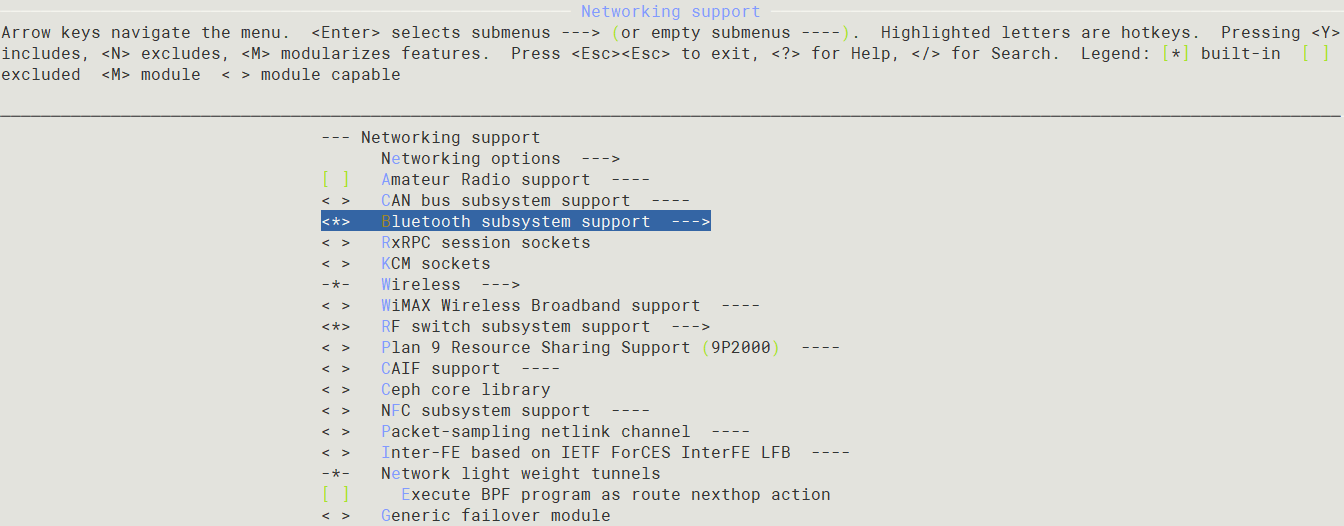 Networking support
Arrow keys navigate the menu.  <Enter> selects submenus ---> (or empty submenus ----).  Highlighted letters are hotkeys.  Pressing <Y>
includes, <N> excludes, <M> modularizes features.  Press <Esc><Esc> to exit, <?> for Help, </> for Search.  Legend: [*] built-in  [ ]
excluded  <M> module  < > module capable
--- Networking support
      Networking options  --->
[ ]   Amateur Radio support  ----
< >   CAN bus subsystem support  ----
<*>   Bluetooth subsystem support  --->
< >   RxRPC session sockets
< >   KCM sockets
-*-   Wireless  --->
< >   WiMAX Wireless Broadband support  ----
<*>   RF switch subsystem support  --->
< >   Plan 9 Resource Sharing Support (9P2000)  ----
< >   CAIF support  ----
< >   Ceph core library
< >   NFC subsystem support  ----
< >   Packet-sampling netlink channel  ----
< >   Inter-FE based on IETF ForCES InterFE LFB  ----
-*-   Network light weight tunnels
[ ]     Execute BPF program as route nexthop action
< >   Generic failover module